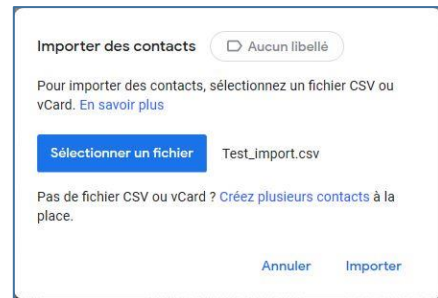 Importer des contacts Aucun libellé
Pour importer des contacts, sélectionnez un fichier CSV ou
vCard. En savoir plus
Sélectionner un fichier Test_import.csv
Pas de fichier CSV ou vCard ? Créez plusieurs contacts à la
place.
Annuler Importer